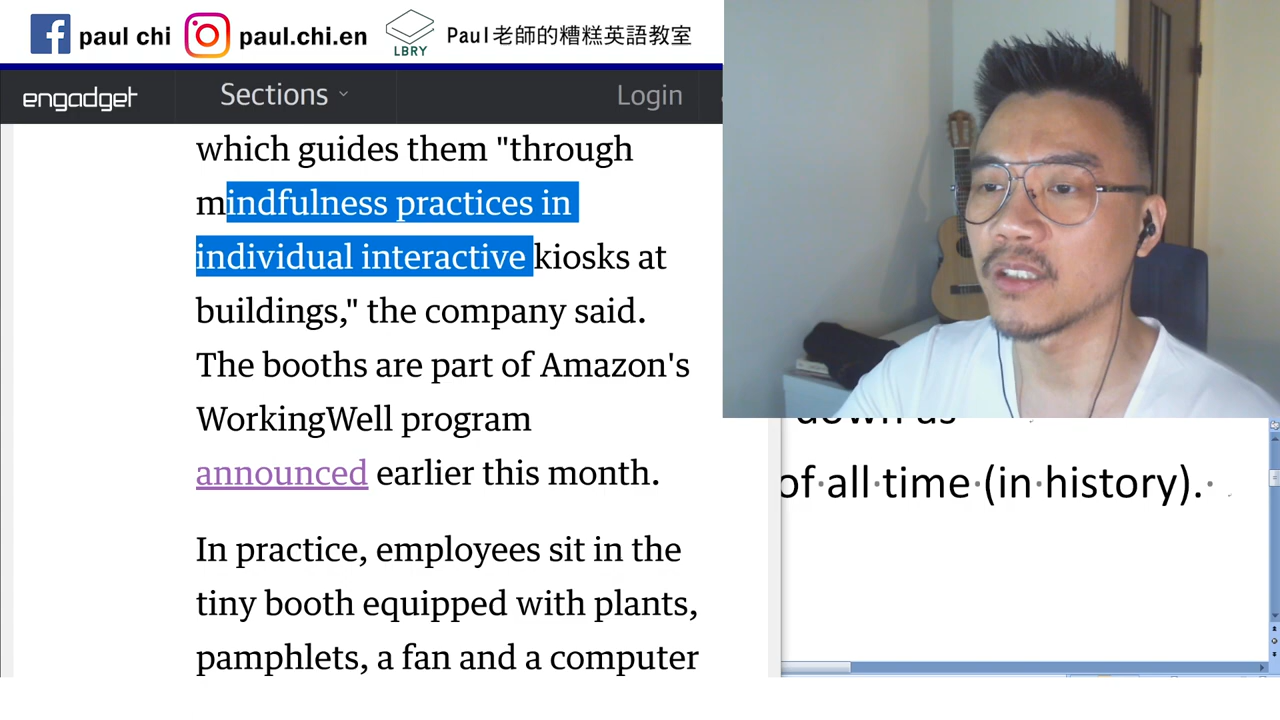 paul chi
paul.chi.en
LBRY
Paul老師的糟糕英語教室
engadget
Sections
Login
which guides them "through
mindfulness practices in
individual interactive kiosks at
buildings," the company said.
The booths are part of Amazon's
WorkingWell program
announced earlier this month.
In practice, employees sit in the
tiny booth equipped with plants,
pamphlets, a fan and a computer
down as
of all time (in history).